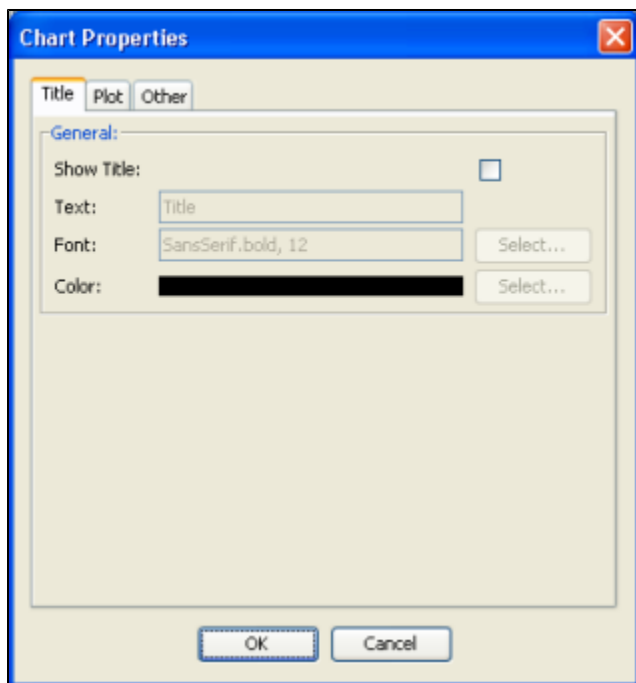 Chart Properties
Title Plot Other
General:
Show Title:
Text: Title
Font: SansSerif.bold, 12 Select...
Color: Select...
OK Cancel